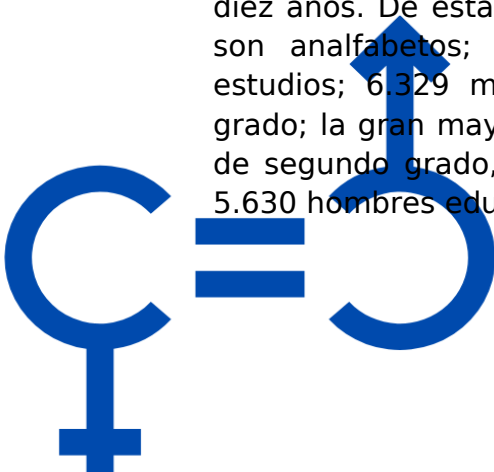 diez años. De esta
son analfabetos;
estudios; 6.329 m
grado; la gran may
de segundo grado,
5.630 hombres edu